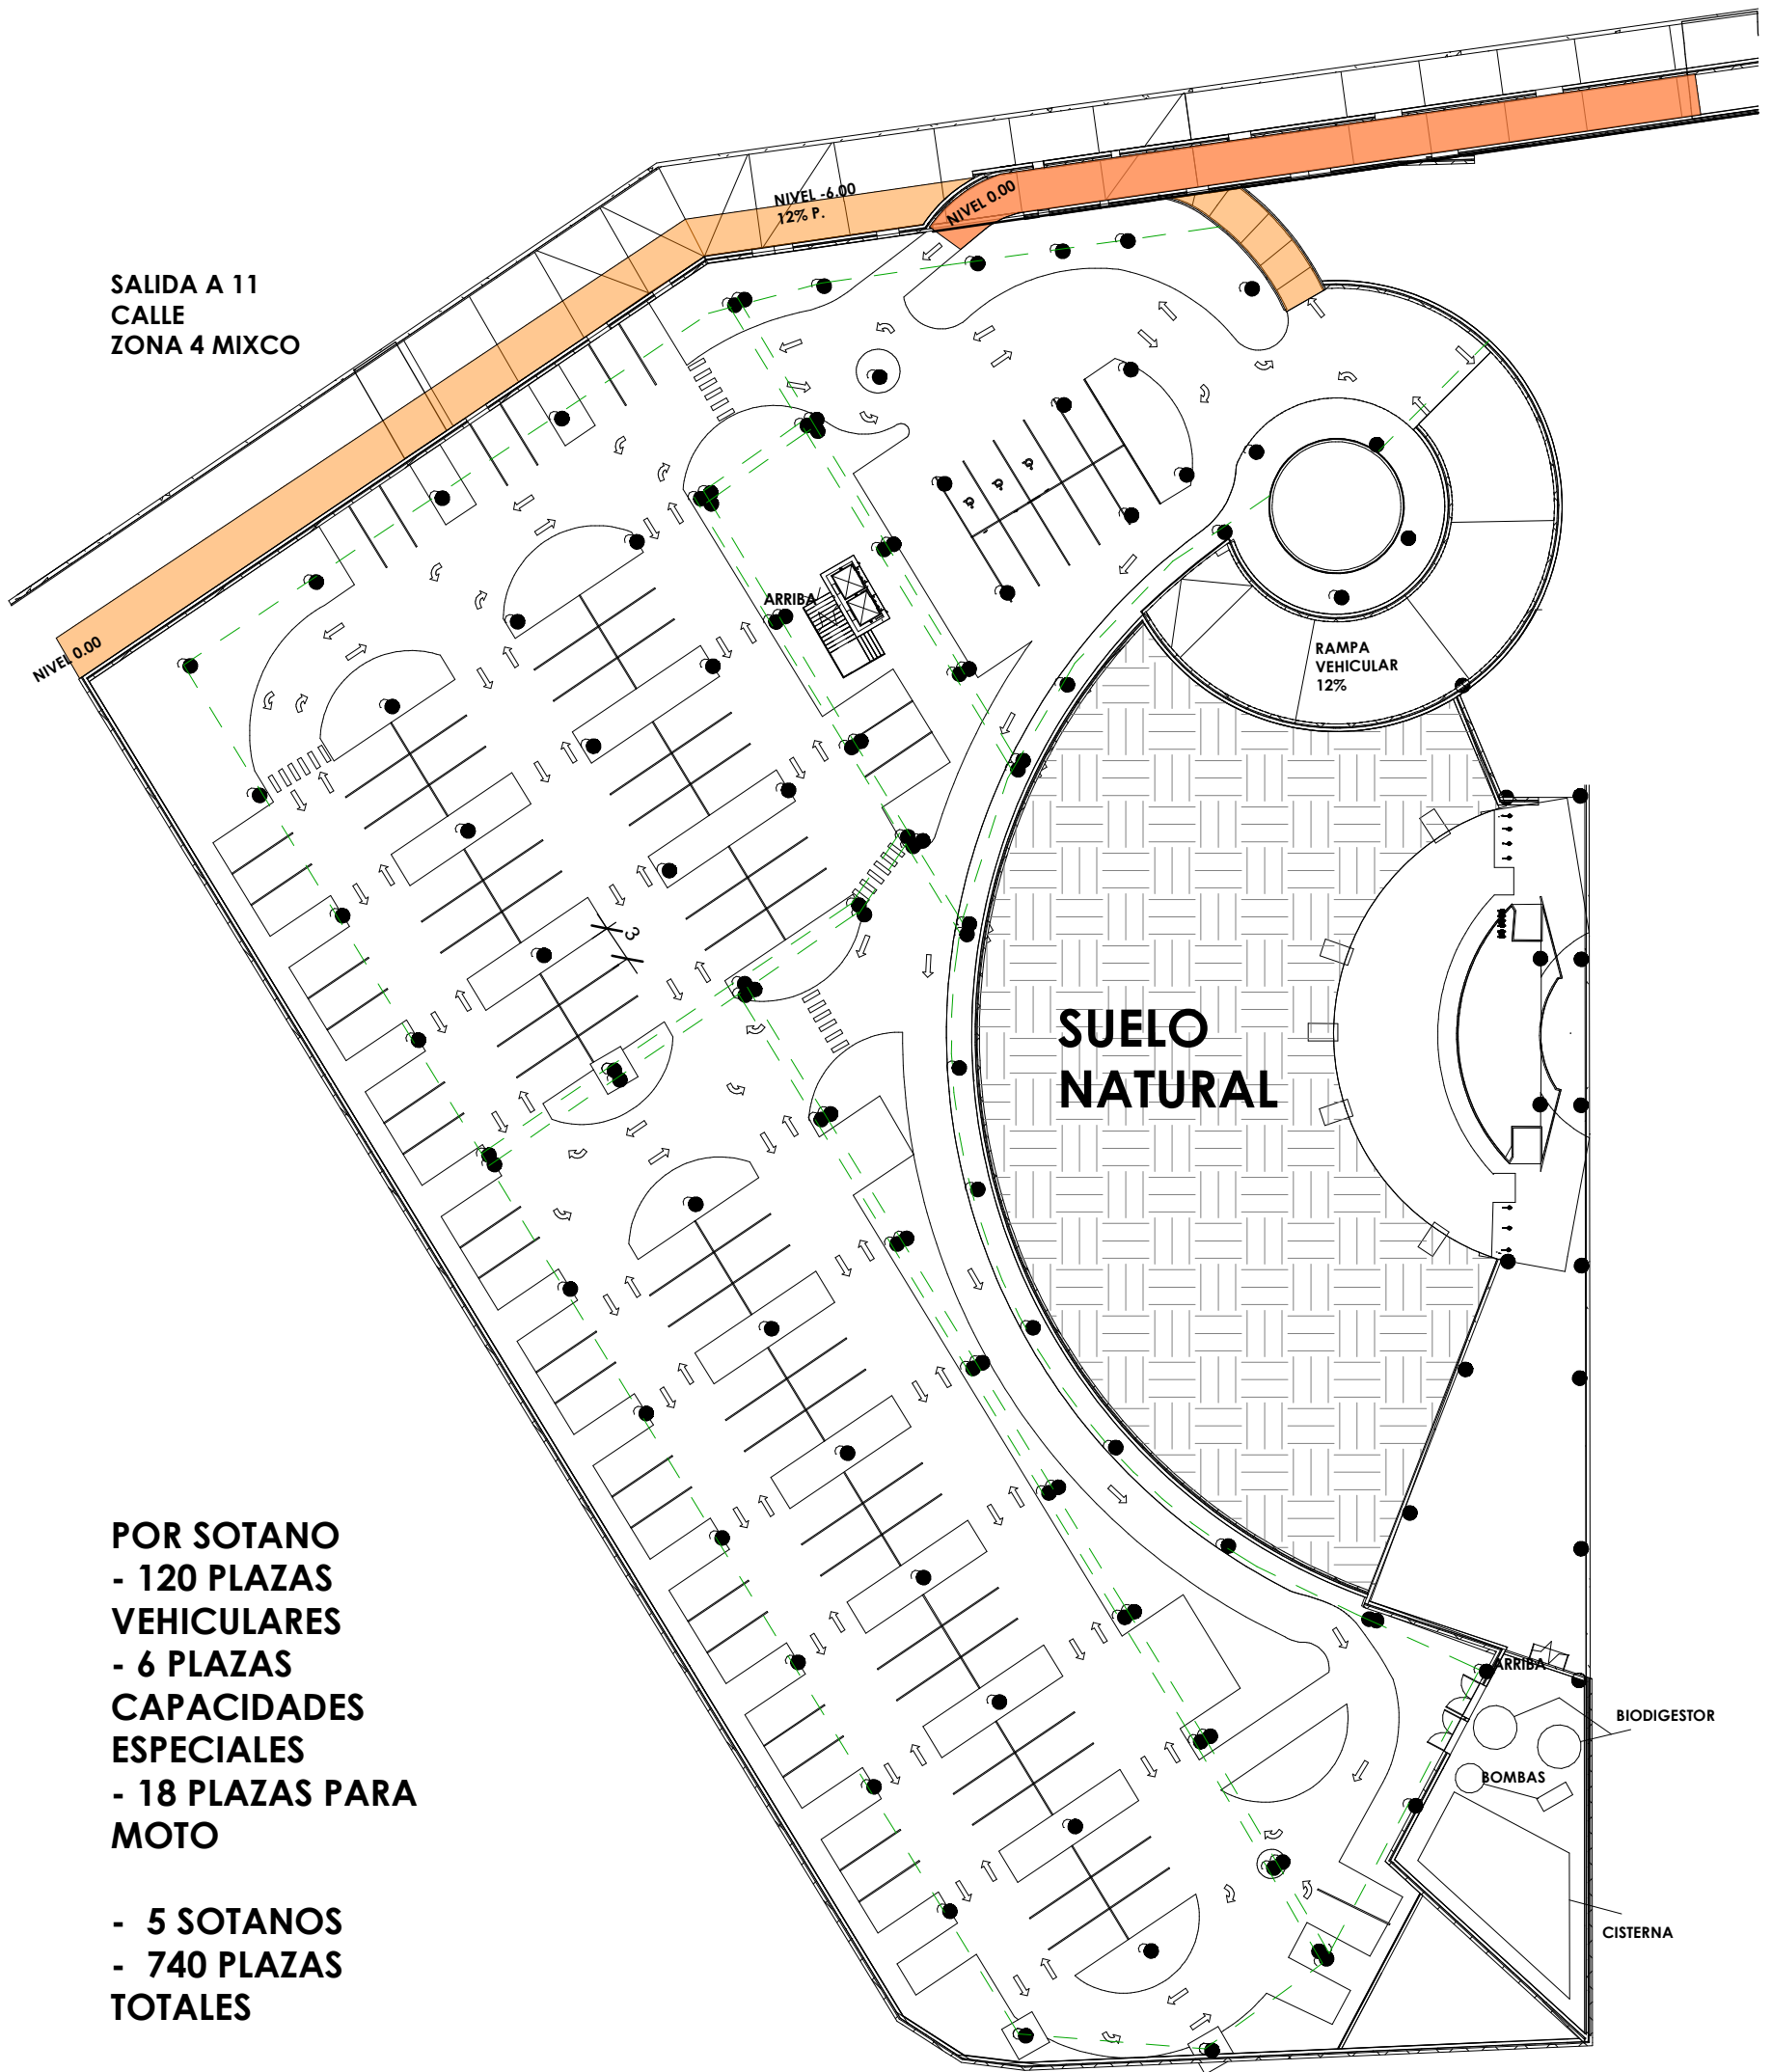 NIVEL -6.00
12% P.
NIVEL 0.00
SALIDA A 11
CALLE
ZONA 4 MIXCO
ARRIBA
NIVEL 0.00
RAMPA
VEHICULAR
12%
3
SUELO
NATURAL
POR SOTANO
- 120 PLAZAS
VEHICULARES
- 6 PLAZAS
CAPACIDADES
ESPECIALES
- 18 PLAZAS PARA
MOTO
- 5 SOTANOS
- 740 PLAZAS
TOTALES
ARRIBA
BIODIGESTOR
BOMBAS
CISTERNA